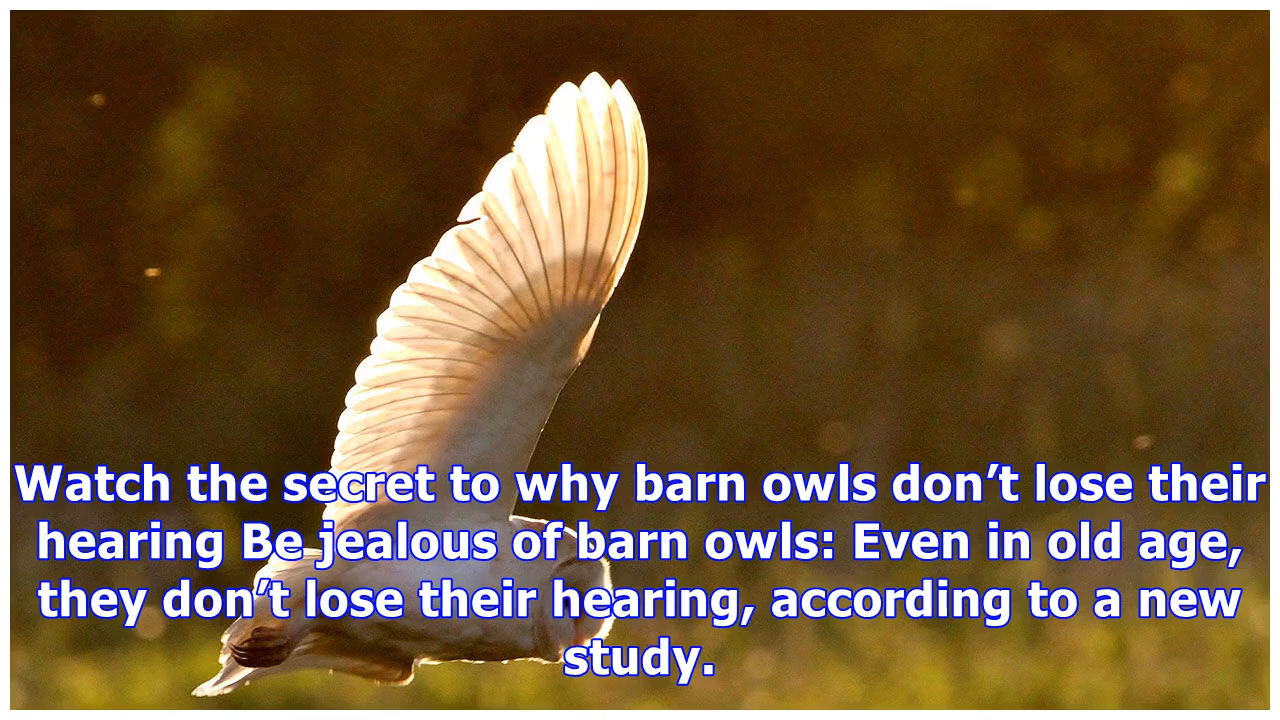 Watch the secret to why barn owls don’t lose their
hearing Be jealous of barn owls: Even in old age,
they don’t lose their hearing, according to a new
study.